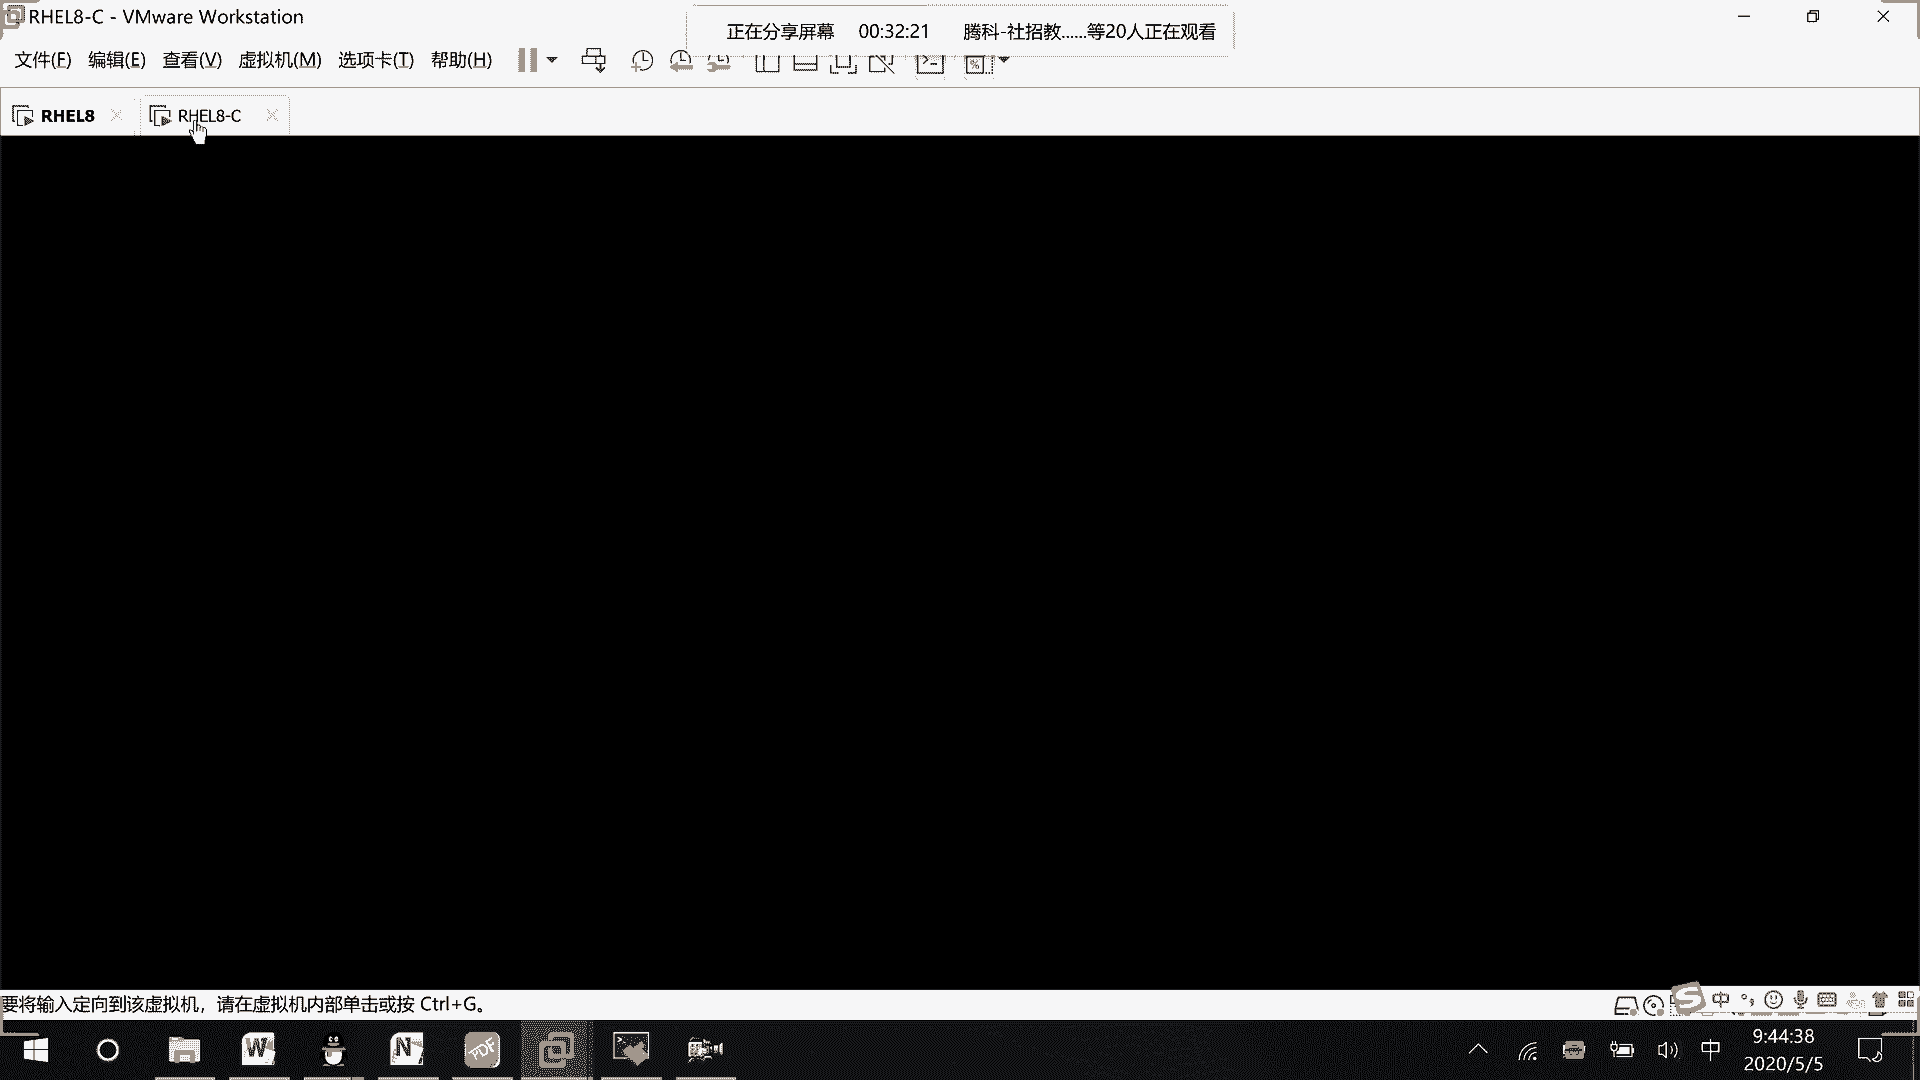 RHEL8-C - VMware Workstation
正在分享屏幕 00:32:21 腾科-社招教......等20人正在观看
文件(F) 编辑(E) 查看(V) 虚拟机(M) 选项卡(T) 帮助(H)
RHEL8 RHEL8-C
要将输入定向到该虚拟机，请在虚拟机内部单击或按 Ctrl+G。
中
中
9:44:38
2020/5/5